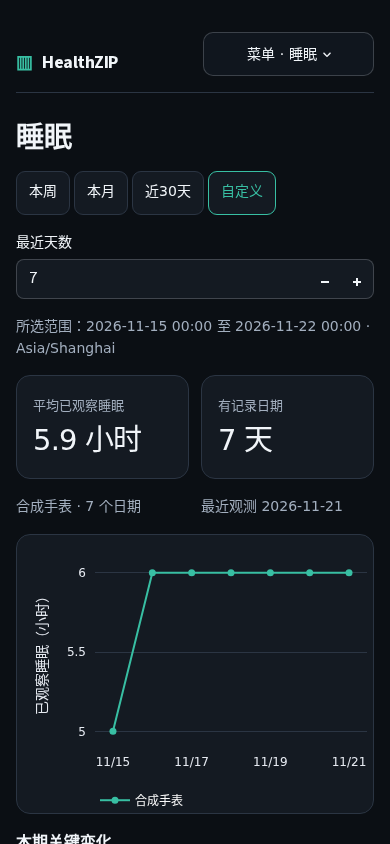 HealthZIP
菜单 · 睡眠
睡眠
本周
本月
近30天
自定义
最近天数
7
所选范围：2026-11-15 00:00 至 2026-11-22 00:00 ·
Asia/Shanghai
平均已观察睡眠
5.9 小时
有记录日期
7 天
合成手表 · 7 个日期
最近观测 2026-11-21
已观察睡眠（小时）
6
5.5
5
11/15
11/17
11/19
11/21
合成手表
本期关键变化